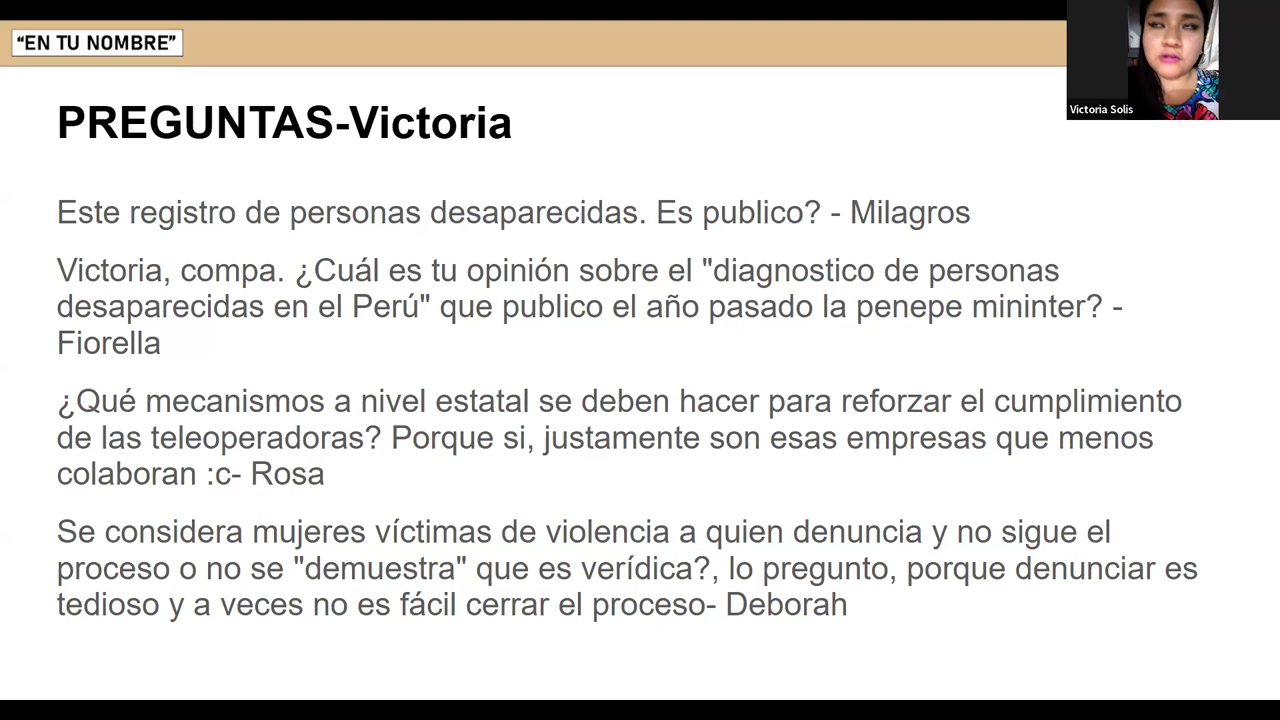 “EN TU NOMBRE”
Victoria Solis
PREGUNTAS-Victoria
Este registro de personas desaparecidas. Es publico? - Milagros
Victoria, compa. ¿Cuál es tu opinión sobre el "diagnostico de personas
desaparecidas en el Perú" que publico el año pasado la penepe mininter? -
Fiorella
¿Qué mecanismos a nivel estatal se deben hacer para reforzar el cumplimiento
de las teleoperadoras? Porque si, justamente son esas empresas que menos
colaboran :c- Rosa
Se considera mujeres víctimas de violencia a quien denuncia y no sigue el
proceso o no se "demuestra" que es verídica?, lo pregunto, porque denunciar es
tedioso y a veces no es fácil cerrar el proceso- Deborah